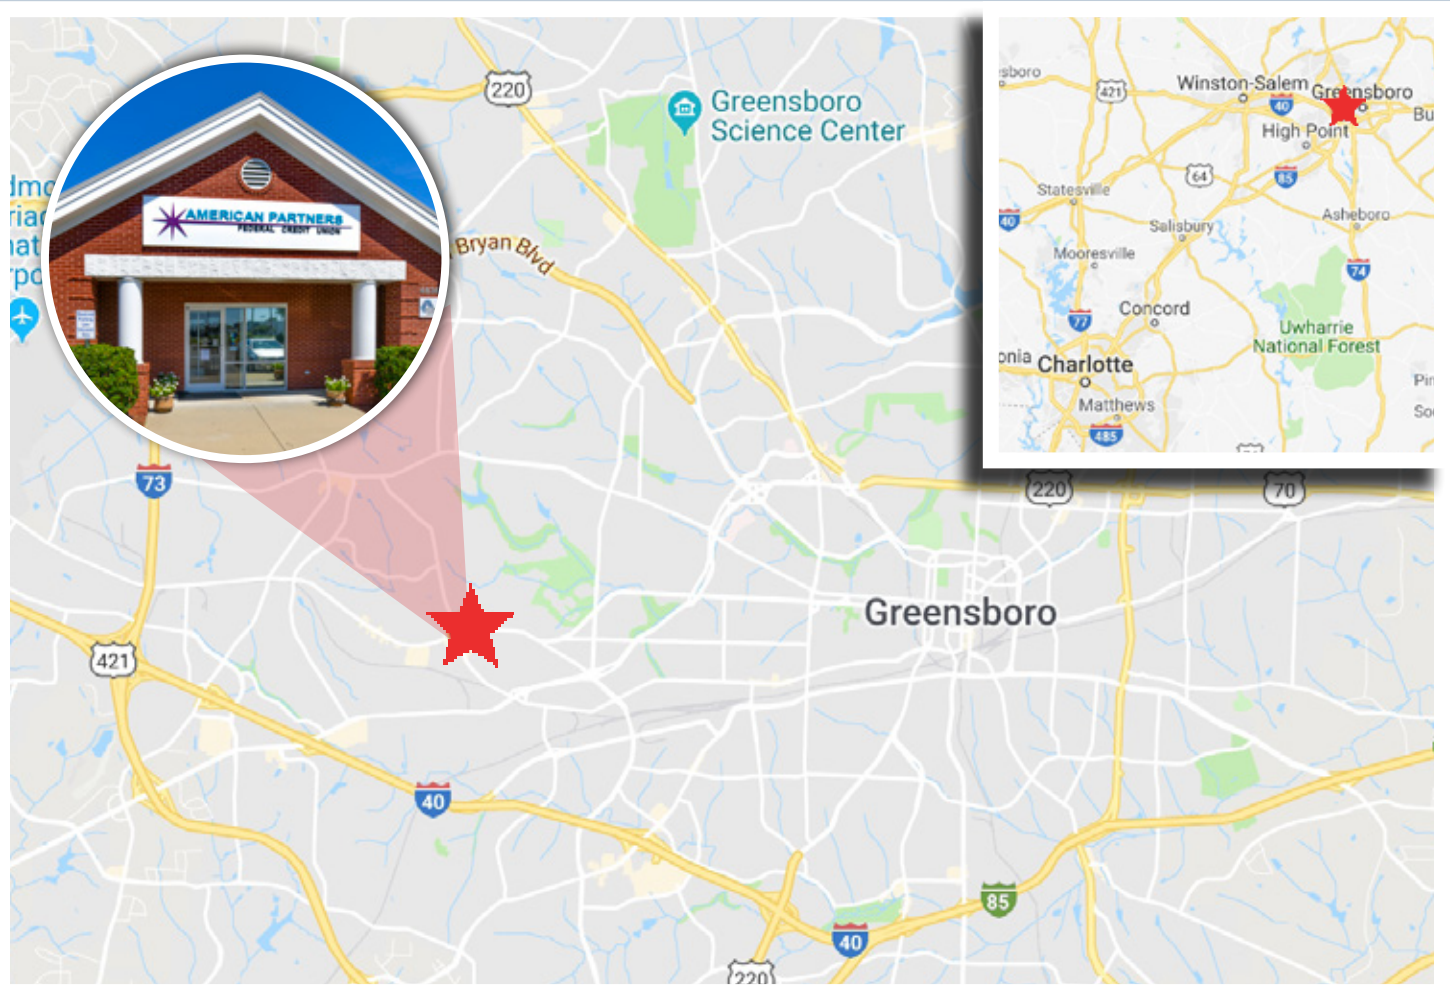 220
Greensboro
Science Center
AMERICAN PARTNERS
FEDERAL CREDIT UNION
Bryan Blvd
73
421
Greensboro
40
85
40
220
220
70
Winston-Salem
Greensboro
421
40
High Point
85
64
Statesville
40
Salisbury
Asheboro
Mooresville
74
Concord
77
Uwharrie
National Forest
Charlotte
Matthews
485